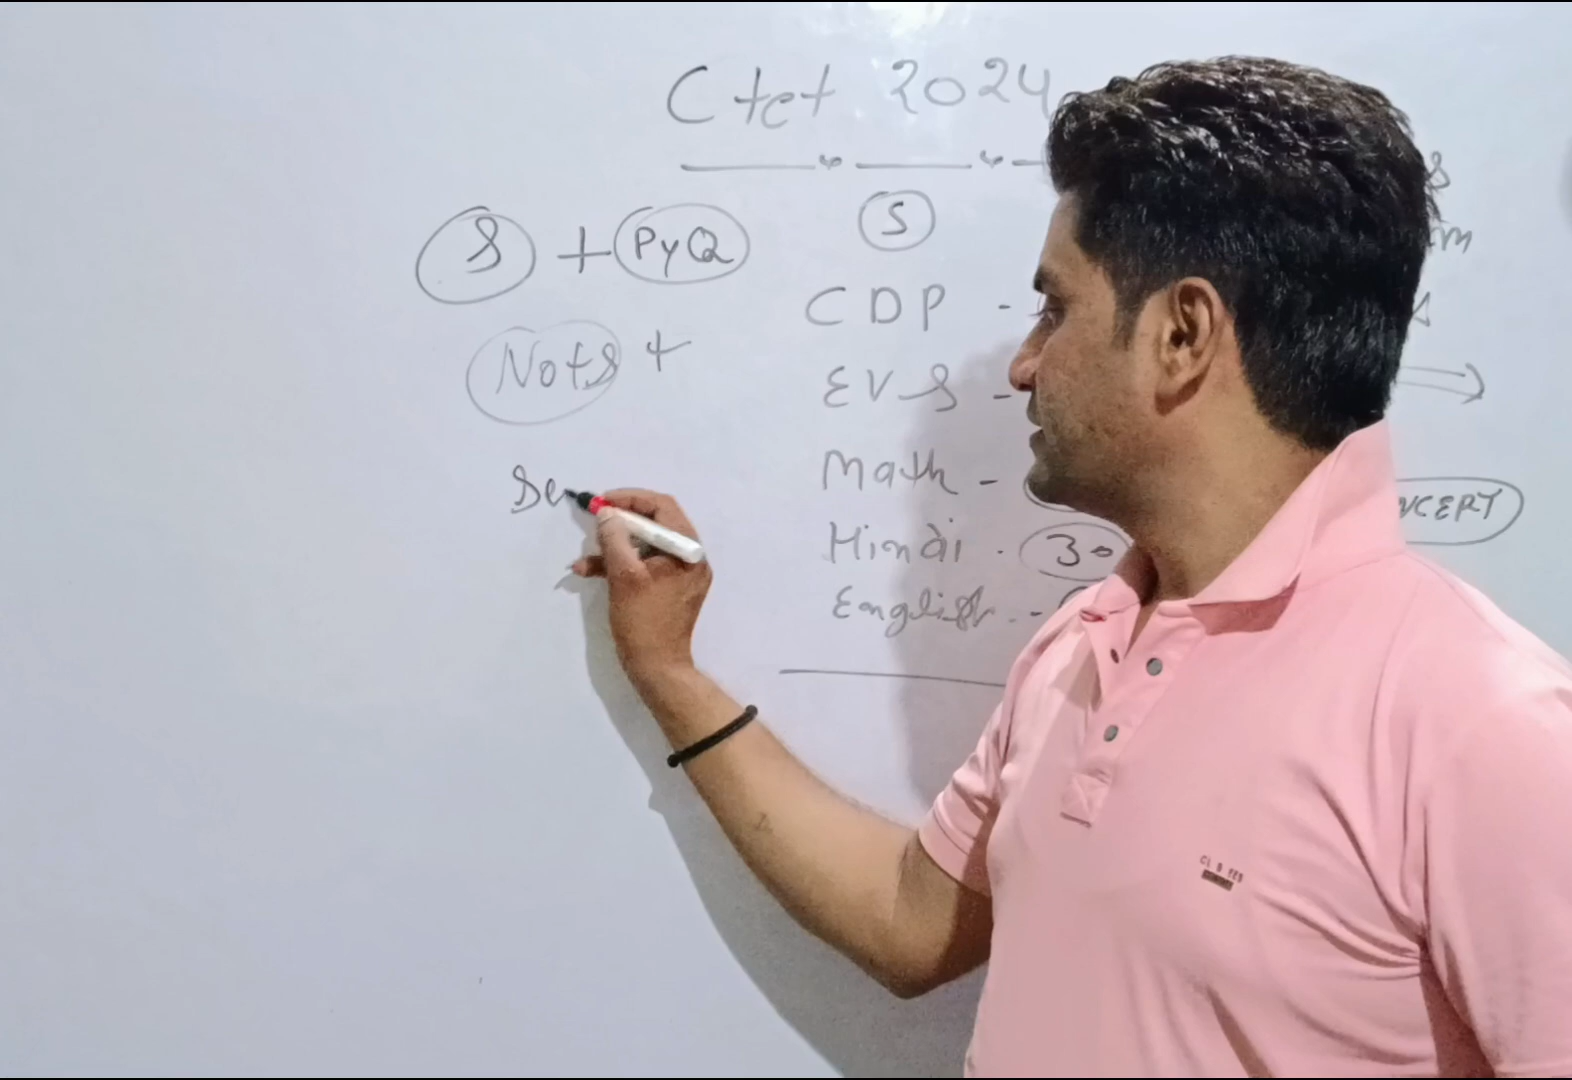 Ctet 2024
S
S + PyQ
CDP -
Nots +
EVS -
Math -
NCERT
Hindi . 30
English . -